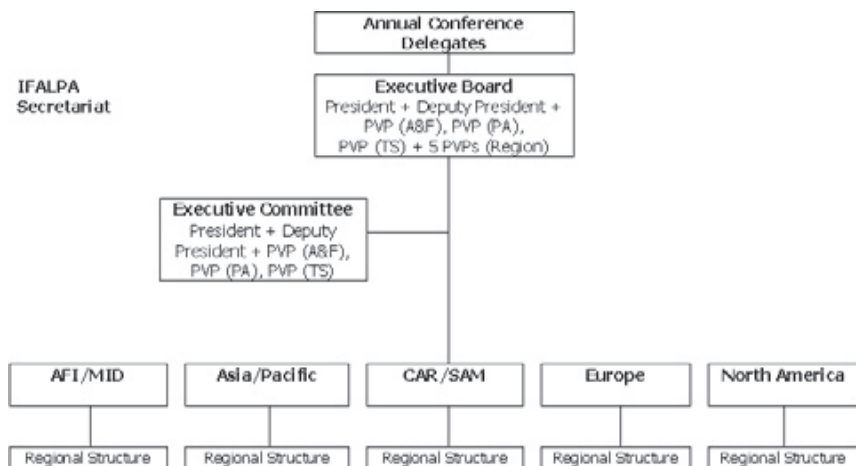 Annual Conference
Delegates
IFALPA
Secretariat
Executive Board
President + Deputy President +
PVP (A&F), PVP (PA),
PVP (TS) + 5 PVPs (Region)
Executive Committee
President + Deputy
President + PVP (A&F),
PVP (PA), PVP (TS)
AFI/MID
Asia/Pacific
CAR/SAM
Europe
North America
Regional Structure
Regional Structure
Regional Structure
Regional Structure
Regional Structure